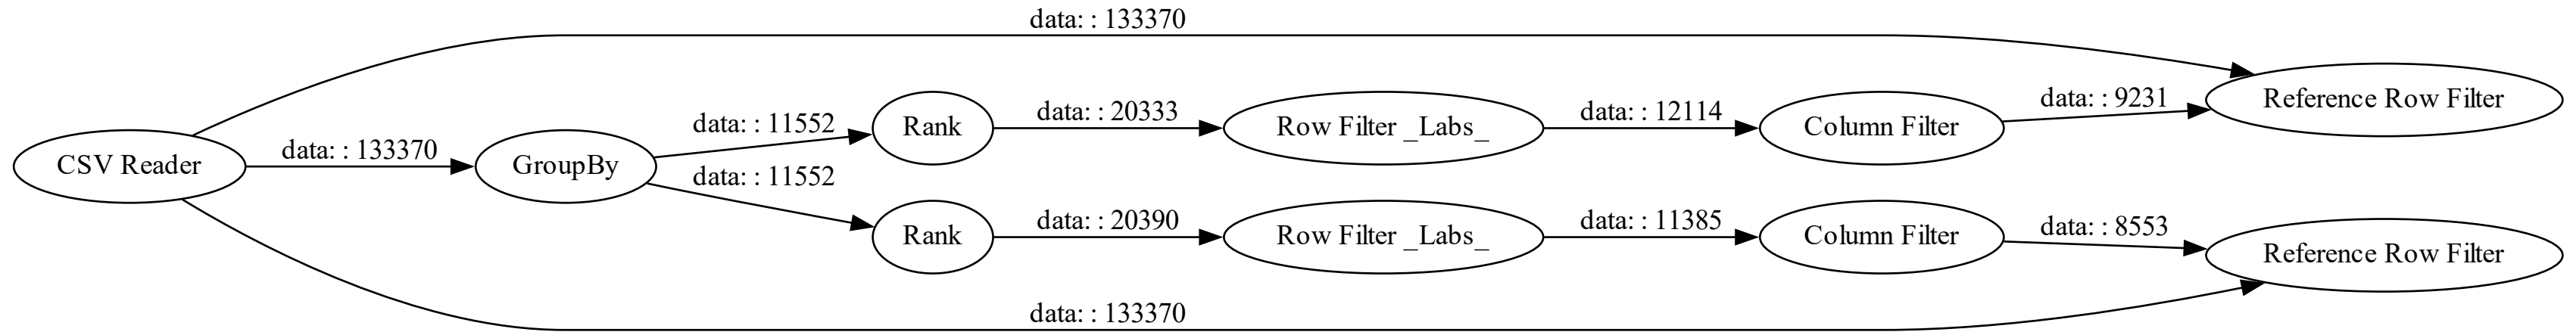 data: : 133370
data: : 9231
Reference Row Filter
data: : 11552
Rank
data: : 20333
Row Filter _Labs_
data: : 12114
Column Filter
CSV Reader
data: : 133370
GroupBy
data: : 11552
Rank
data: : 20390
Row Filter _Labs_
data: : 11385
Column Filter
data: : 8553
Reference Row Filter
data: : 133370